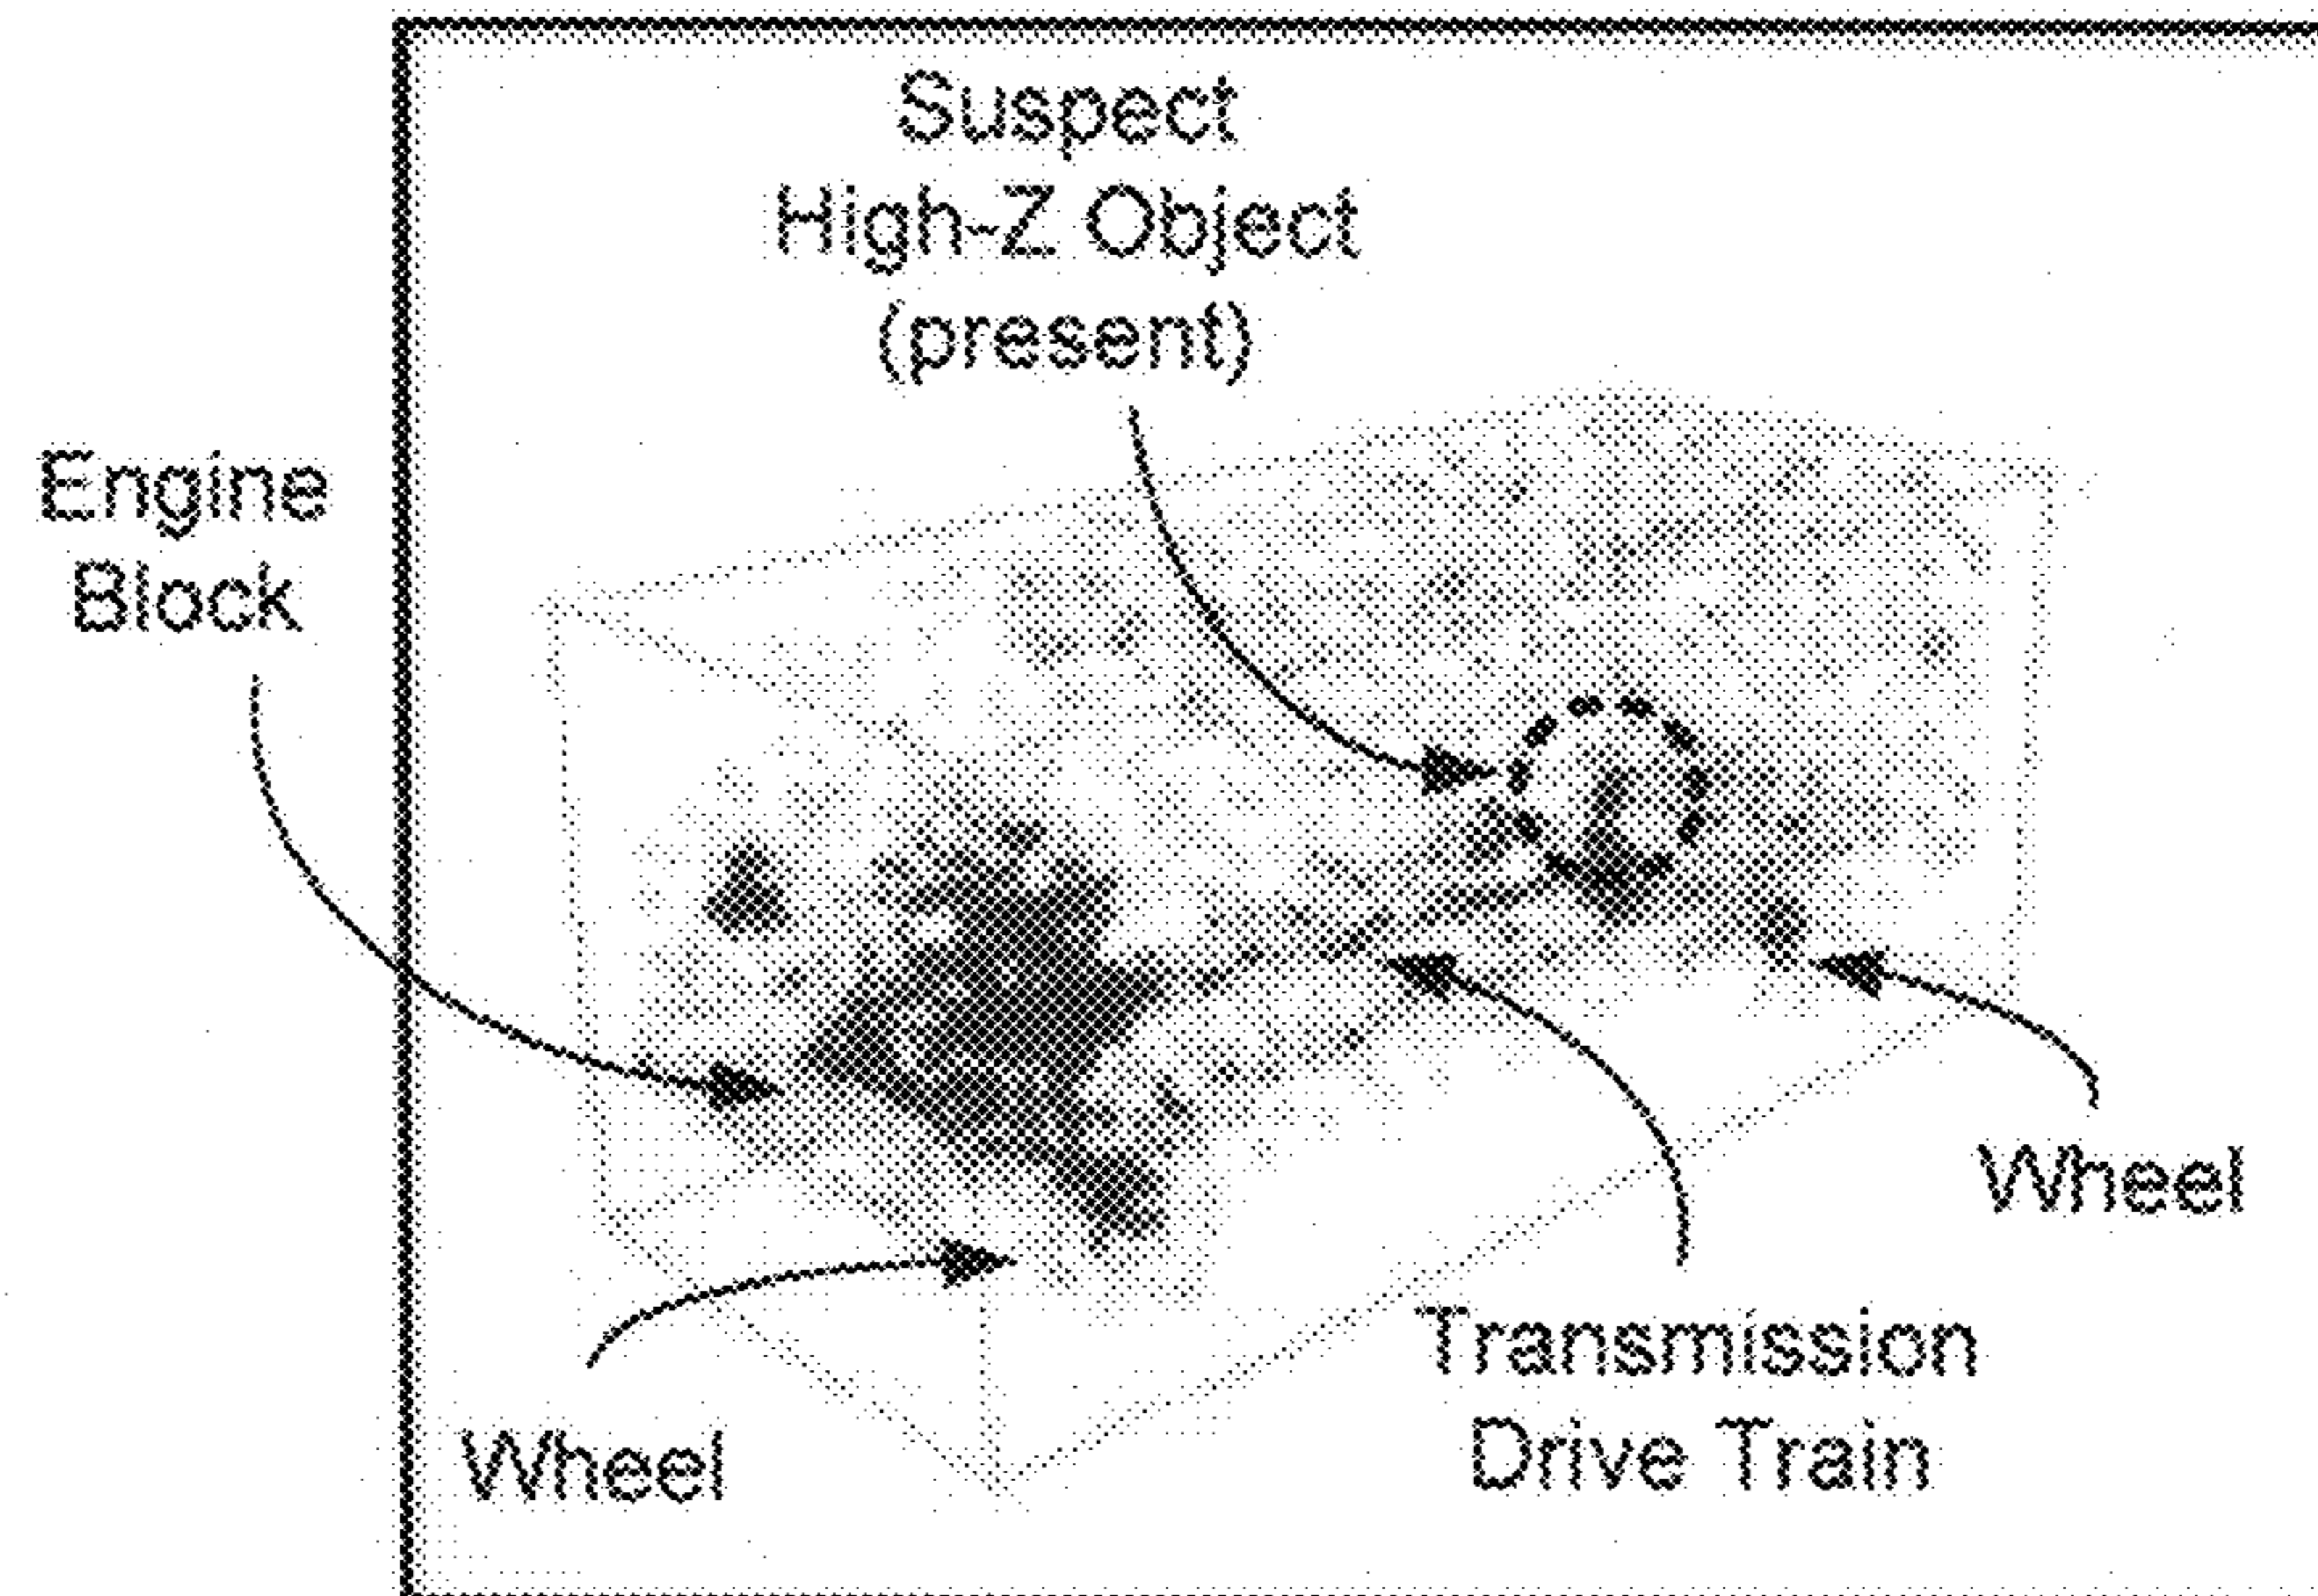 Suspect
High-Z Object
(present)
Engine
Block
Wheel
Transmission
Drive Train
Wheel